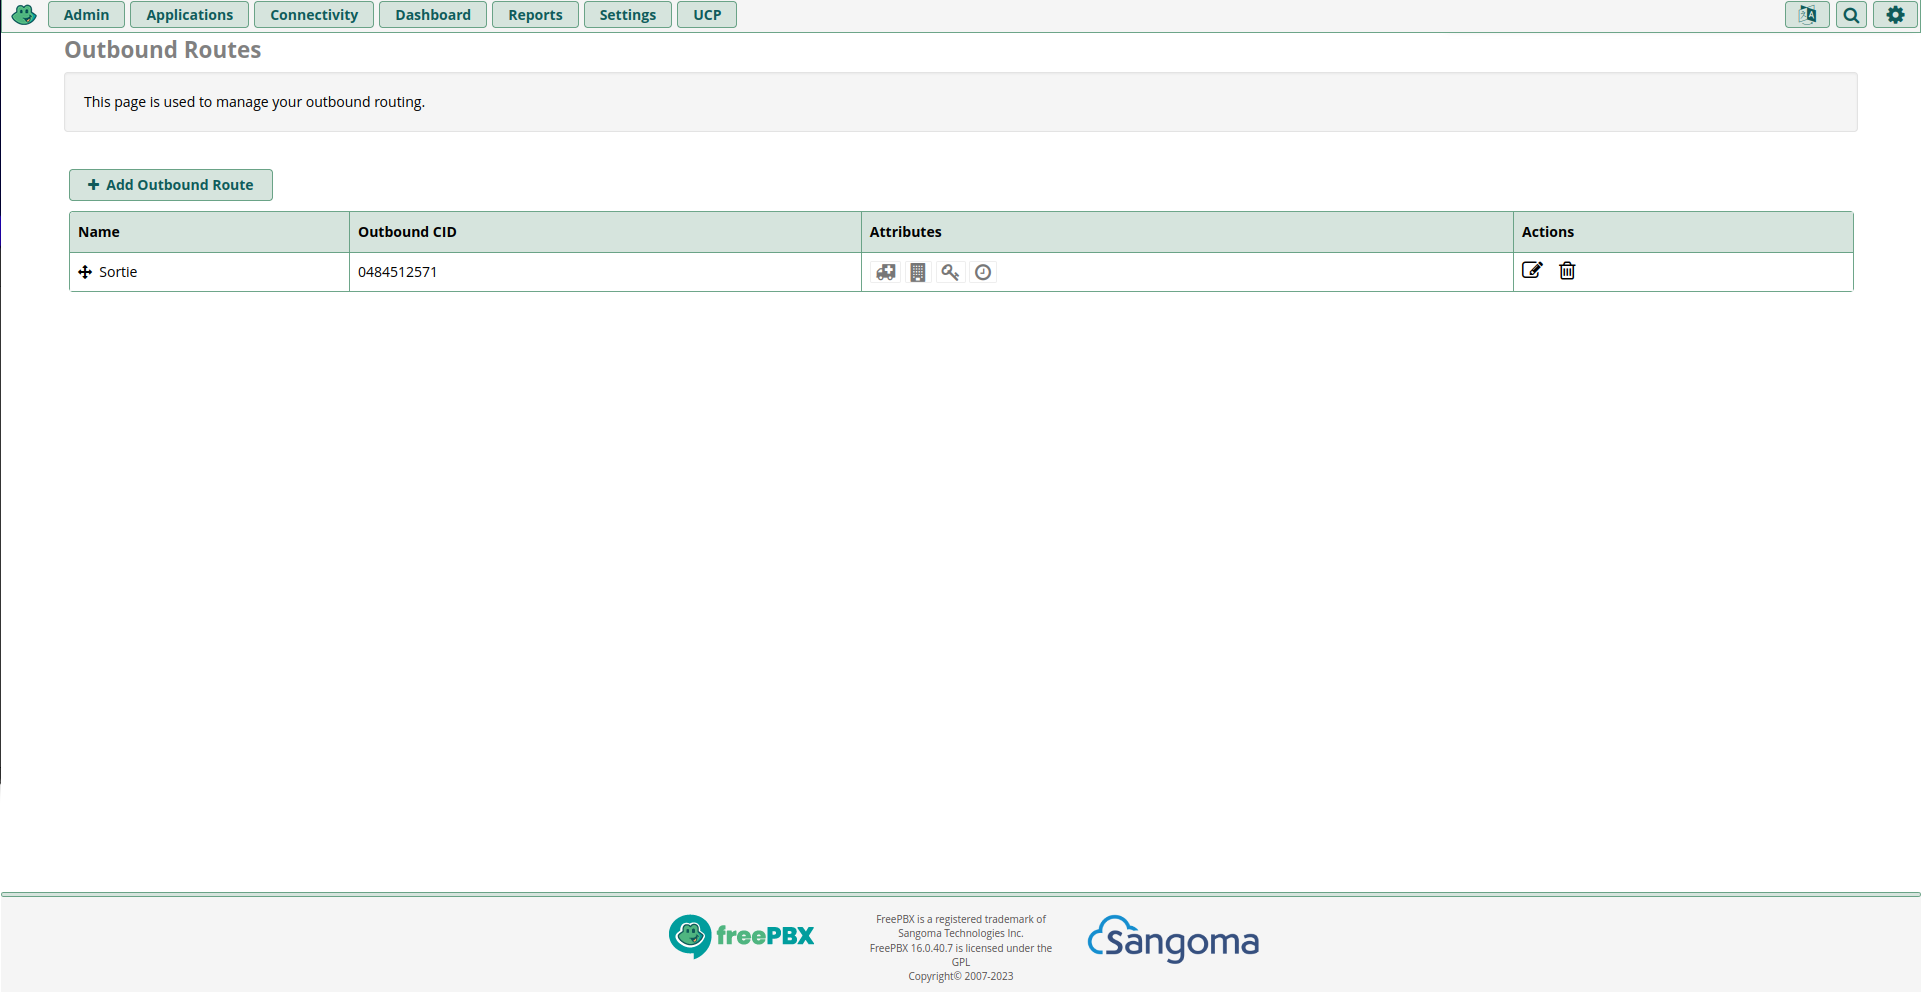 Admin Applications Connectivity Dashboard Reports Settings UCP
Outbound Routes
This page is used to manage your outbound routing.
Add Outbound Route
Name Outbound CID Attributes Actions
Sortie 0484512571
freePBX
FreePBX is a registered trademark of
Sangoma Technologies Inc.
FreePBX 16.0.40.7 is licensed under the
GPL
Copyright© 2007-2023
Sangoma